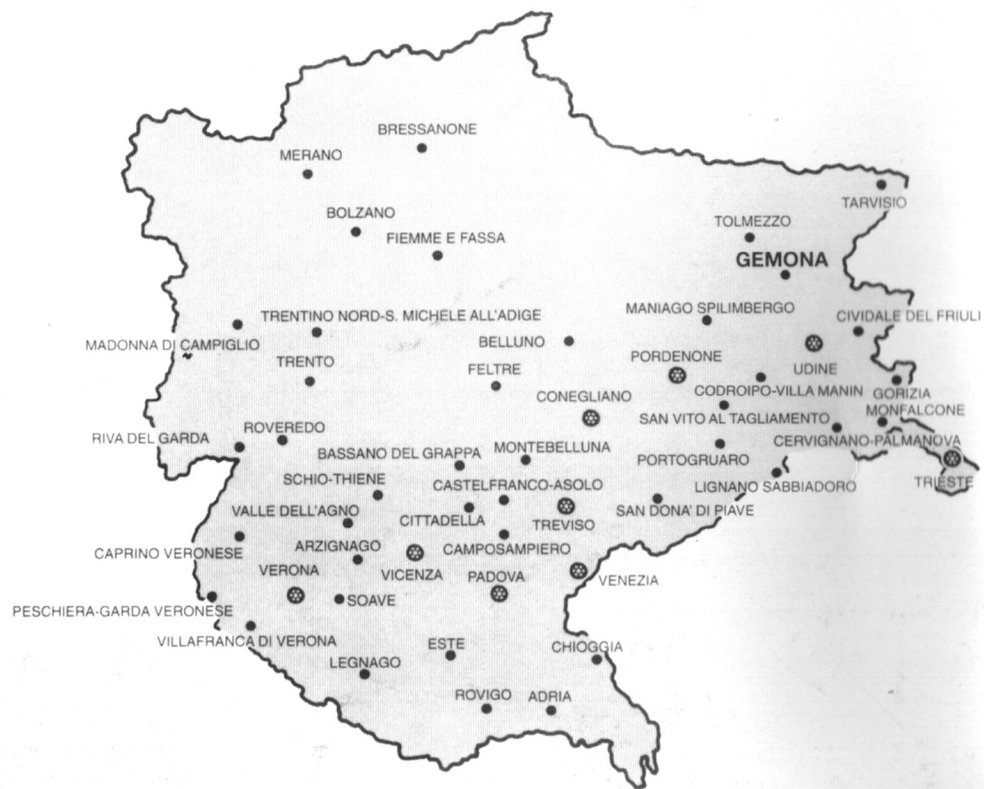 BRESSANONE
MERANO
TARVISIO
BOLZANO
TOLMEZZO
FIEMME E FASSA
GEMONA
MANIAGO SPILIMBERGO
TRENTINO NORD-S. MICHELE ALL'ADIGE
CIVIDALE DEL FRIULI
MADONNA DI CAMPIGLIO
BELLUNO
TRENTO
PORDENONE
FELTRE
UDINE
CONEGLIANO
CODROIPO-VILLA MANIN
GORIZIA
MONFALCONE
SAN VITO AL TAGLIAMENTO
ROVEREDO
RIVA DEL GARDA
CERVIGNANO-PALMANOVA
BASSANO DEL GRAPPA
MONTEBELLUNA
PORTOGRUARO
SCHIO-THIENE
CASTELFRANCO-ASOLO
LIGNANO SABBIADORO
TRIESTE
VALLE DELL'AGNO
CITTADELLA
TREVISO
SAN DONA' DI PIAVE
CAPRINO VERONESE
ARZIGNAGO
CAMPOSAMPIERO
VERONA
VICENZA
PADOVA
VENEZIA
PESCHIERA-GARDA VERONESE
SOAVE
VILLAFRANCA DI VERONA
ESTE
CHIOGGIA
LEGNAGO
ROVIGO
ADRIA